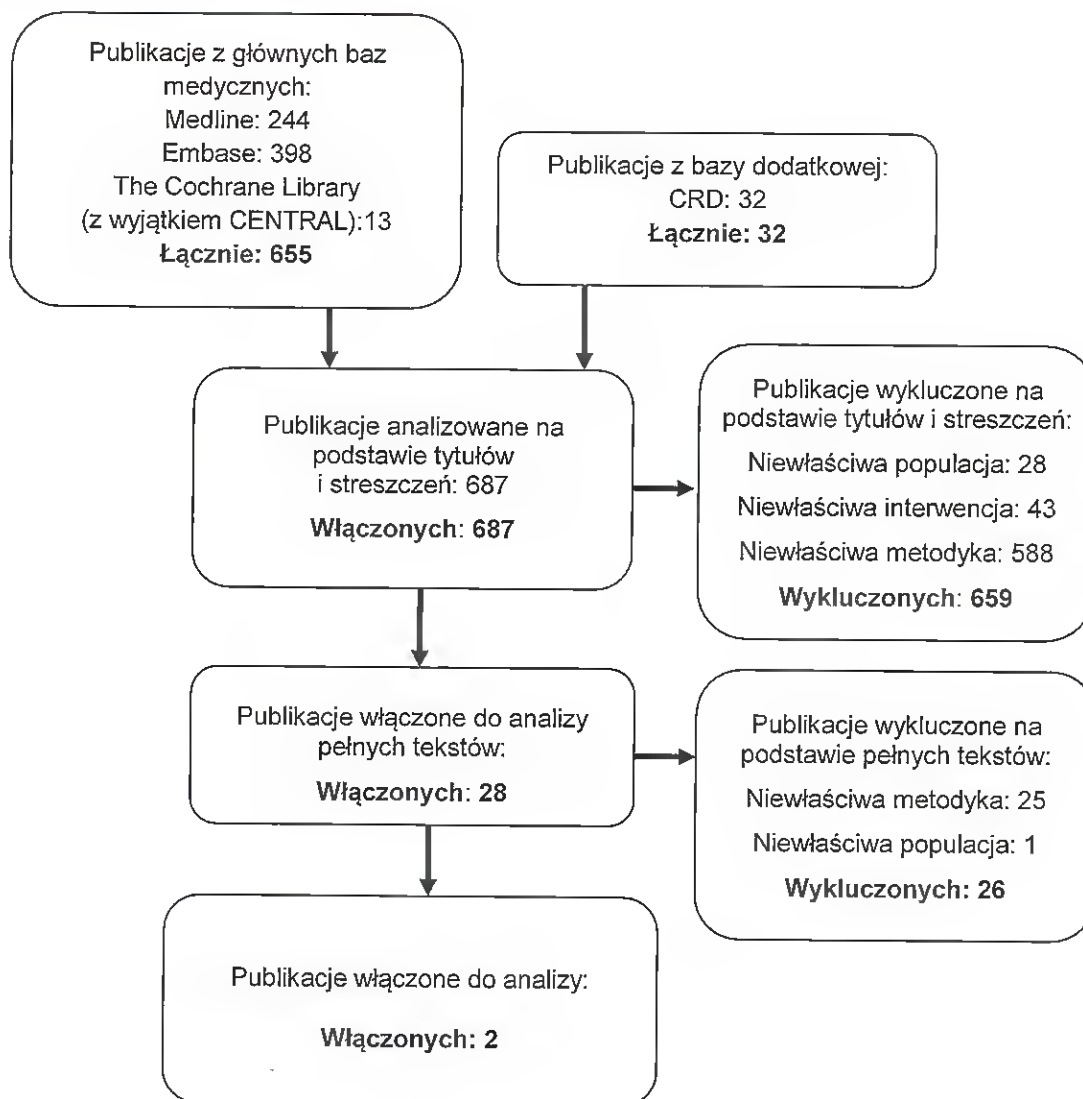 Publikacje z głównych baz
medycznych:
Medline: 244
Embase: 398
The Cochrane Library
(z wyjątkiem CENTRAL):13
Łącznie: 655
Publikacje z bazy dodatkowej:
CRD: 32
Łącznie: 32
Publikacje analizowane na
podstawie tytułów
i streszczeń: 687
Włączonych: 687
Publikacje wykluczone na
podstawie tytułów i streszczeń:
Niewłaściwa populacja: 28
Niewłaściwa interwencja: 43
Niewłaściwa metodyka: 588
Wykluczonych: 659
Publikacje włączone do analizy
pełnych tekstów:
Włączonych: 28
Publikacje wykluczone na
podstawie pełnych tekstów:
Niewłaściwa metodyka: 25
Niewłaściwa populacja: 1
Wykluczonych: 26
Publikacje włączone do analizy:
Włączonych: 2